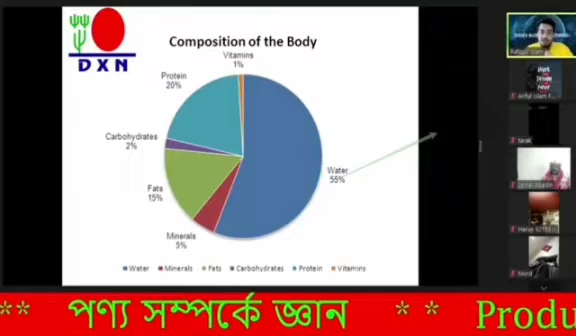 DXN
Composition of the Body
Vitamins
1%
Protein
20%
Carbohydrates
2%
Fats
15%
Minerals
5%
Water
55%
Water Minerals Fats Carbohydrates Protein Vitamins
tarak
** পণ্য সম্পর্কে জ্ঞান ** Produ